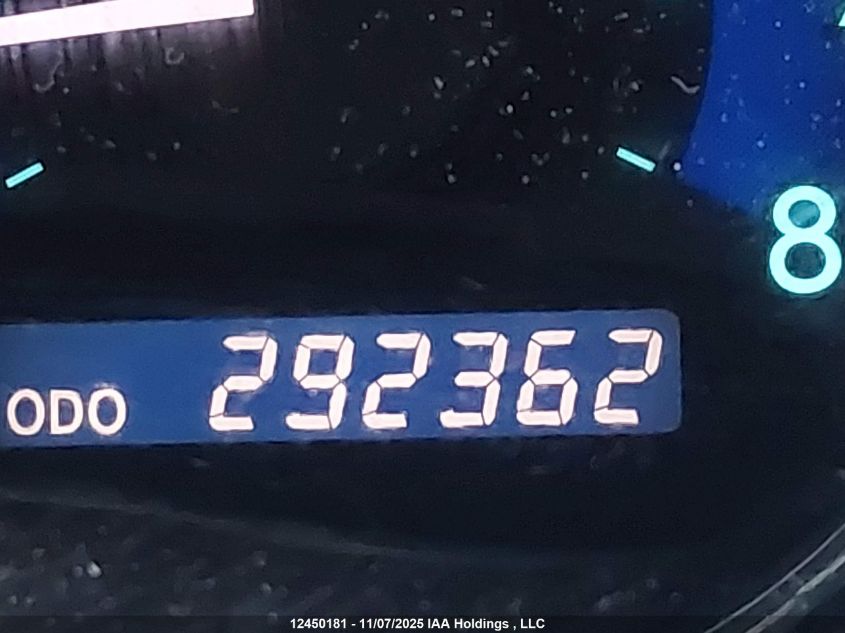 8
ODO 292362
12450181 - 11/07/2025 IAA Holdings , LLC